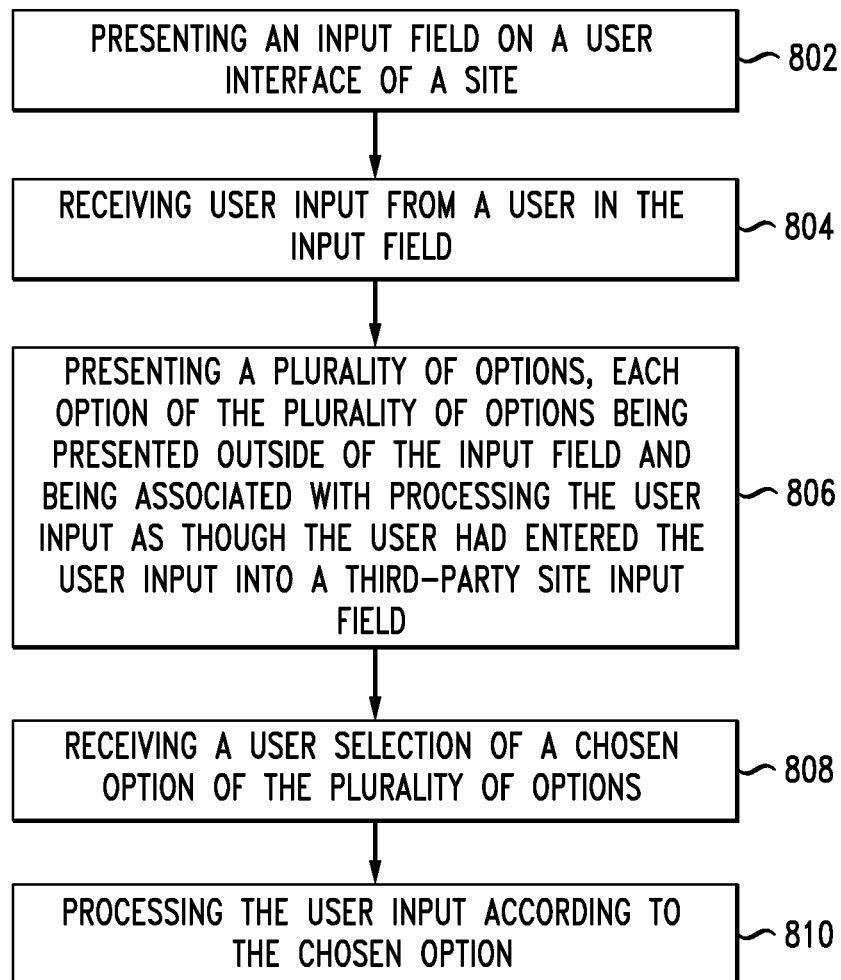 PRESENTING AN INPUT FIELD ON A USER
INTERFACE OF A SITE
802
RECEIVING USER INPUT FROM A USER IN THE
INPUT FIELD
804
PRESENTING A PLURALITY OF OPTIONS, EACH
OPTION OF THE PLURALITY OF OPTIONS BEING
PRESENTED OUTSIDE OF THE INPUT FIELD AND
BEING ASSOCIATED WITH PROCESSING THE USER
INPUT AS THOUGH THE USER HAD ENTERED THE
USER INPUT INTO A THIRD-PARTY SITE INPUT
FIELD
806
RECEIVING A USER SELECTION OF A CHOSEN
OPTION OF THE PLURALITY OF OPTIONS
808
PROCESSING THE USER INPUT ACCORDING TO
THE CHOSEN OPTION
810